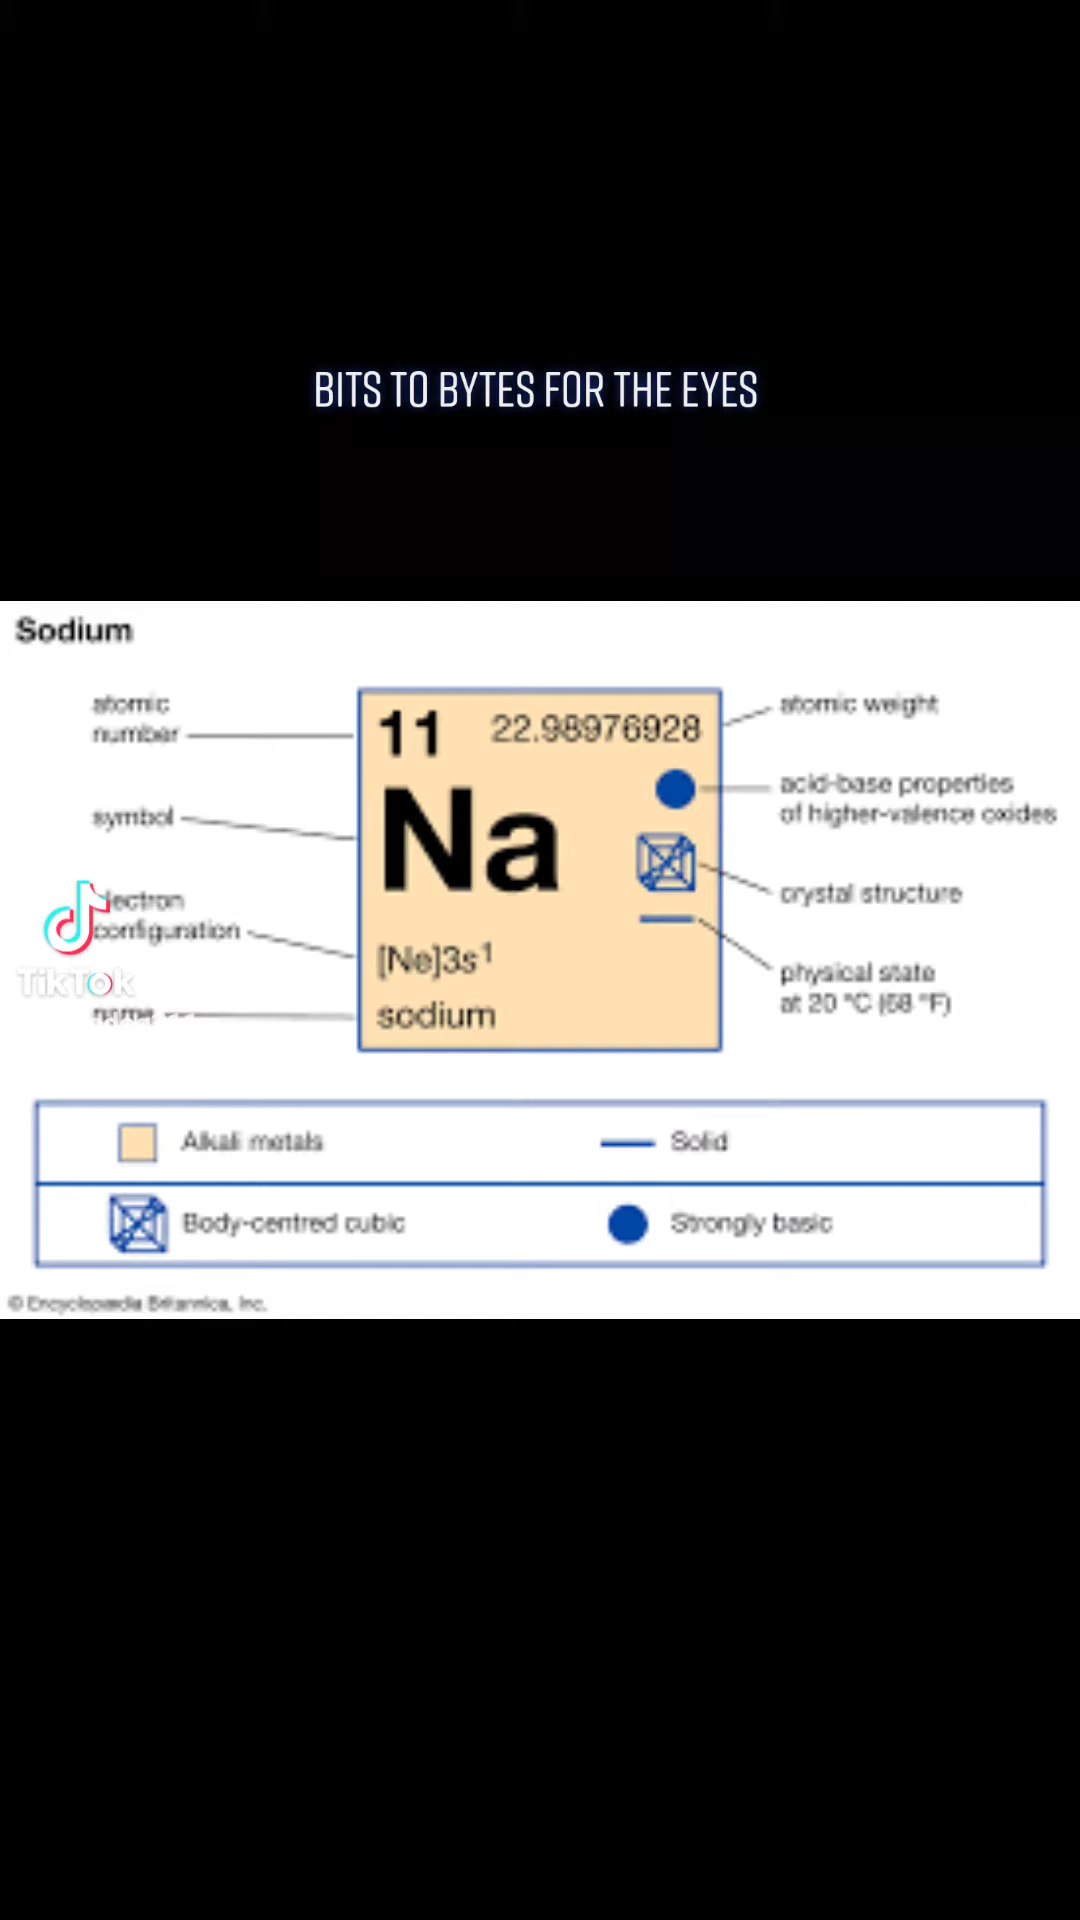 BITS TO BYTES FOR THE EYES
Sodium
atomic
number
symbol
electron
configuration
name
11
22.98976928
Na
[Ne]3s¹
sodium
atomic weight
acid-base properties
of higher-valence oxides
crystal structure
physical state
at 20 °C (68 °F)
TikTok
Alkali metals
Solid
Body-centred cubic
Strongly basic
© Encyclopædia Britannica, Inc.